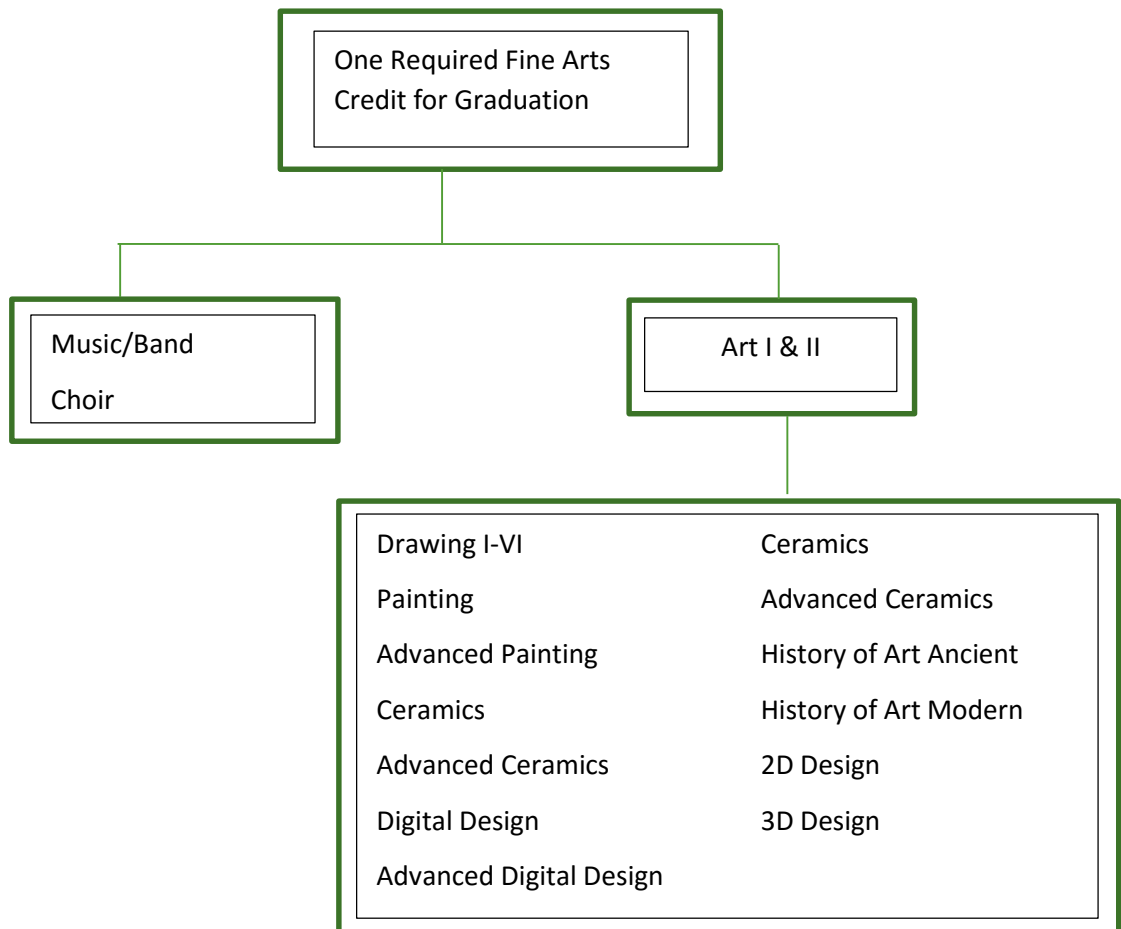 One Required Fine Arts
Credit for Graduation
Music/Band
Choir
Art I & II
Drawing I-VI
Painting
Advanced Painting
Ceramics
Advanced Ceramics
Digital Design
Advanced Digital Design
Ceramics
Advanced Ceramics
History of Art Ancient
History of Art Modern
2D Design
3D Design